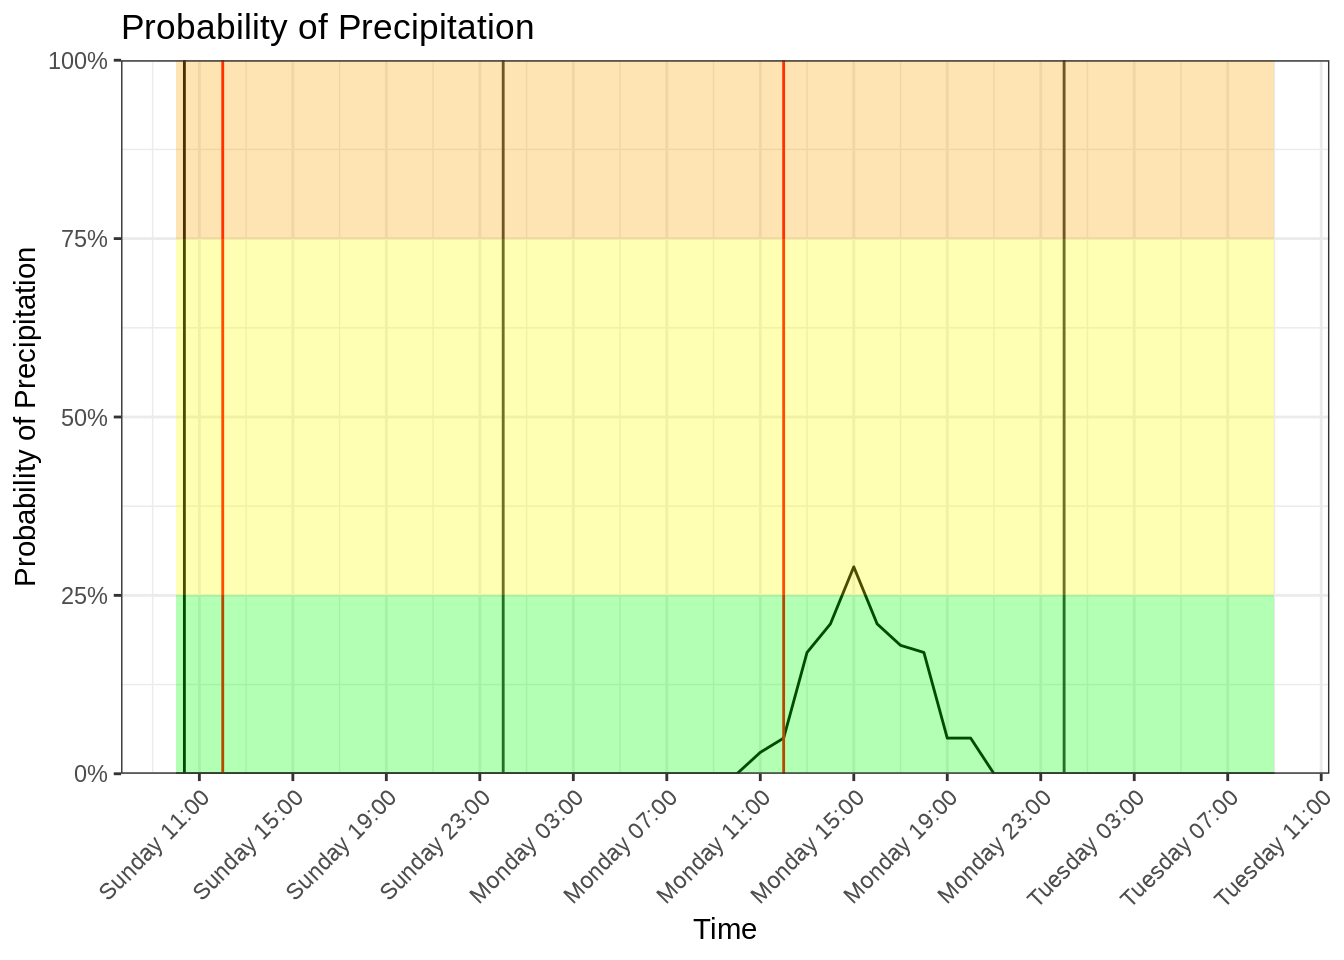 Probability of Precipitation
Probability of Precipitation
100%
75%
50%
25%
0%
Sunday 11:00
Sunday 15:00
Sunday 19:00
Sunday 23:00
Monday 03:00
Monday 07:00
Monday 11:00
Monday 15:00
Monday 19:00
Monday 23:00
Tuesday 03:00
Tuesday 07:00
Tuesday 11:00
Time